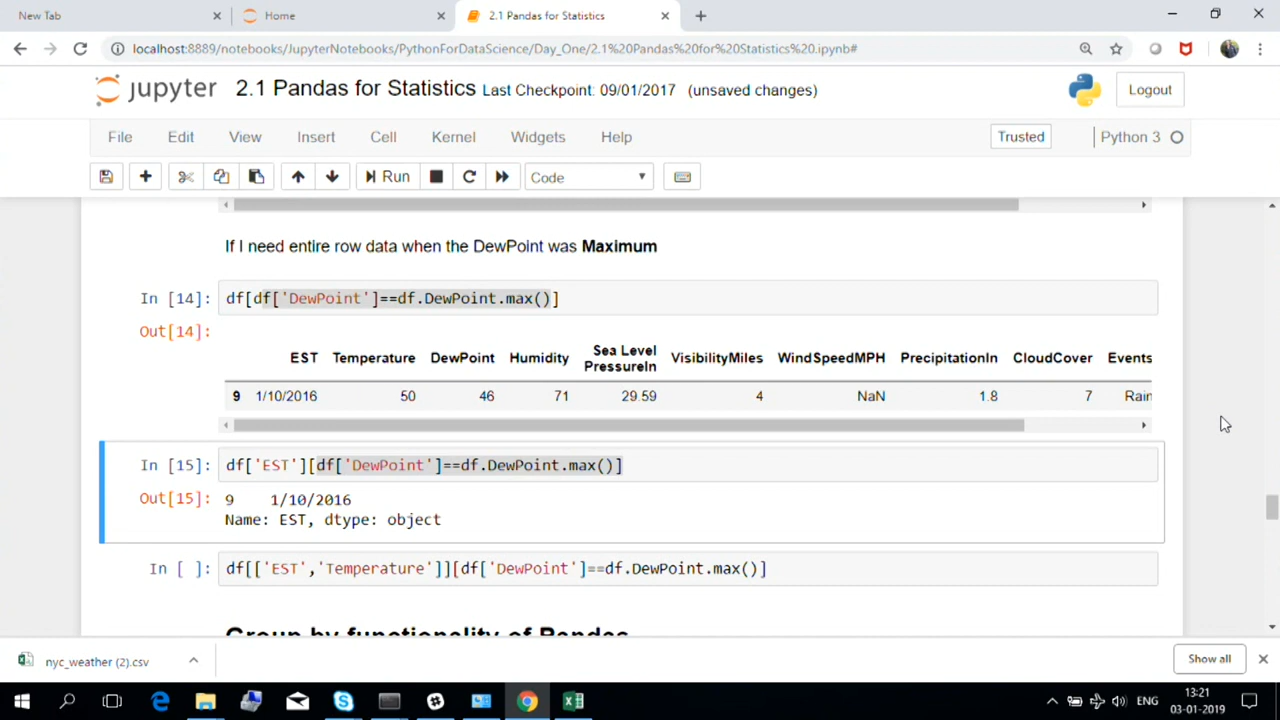 New Tab
Home
2.1 Pandas for Statistics
localhost:8889/notebooks/JupyterNotebooks/PythonForDataScience/Day_One/2.1%20Pandas%20for%20Statistics%20.ipynb#
jupyter 2.1 Pandas for Statistics Last Checkpoint: 09/01/2017 (unsaved changes)
Logout
File Edit View Insert Cell Kernel Widgets Help
Trusted
Python 3
Run
Code
If I need entire row data when the DewPoint was Maximum
In [14]: df[df['DewPoint']==df.DewPoint.max()]
Out[14]:
EST Temperature DewPoint Humidity Sea Level PressureIn VisibilityMiles WindSpeedMPH PrecipitationIn CloudCover Events
9 1/10/2016 50 46 71 29.59 4 NaN 1.8 7 Rain
In [15]: df['EST'][df['DewPoint']==df.DewPoint.max()]
Out[15]: 9 1/10/2016
Name: EST, dtype: object
In [ ]: df[['EST','Temperature']][df['DewPoint']==df.DewPoint.max()]
Group by functionality of Pandas
nyc_weather (2).csv
Show all
ENG
13:21
03-01-2019